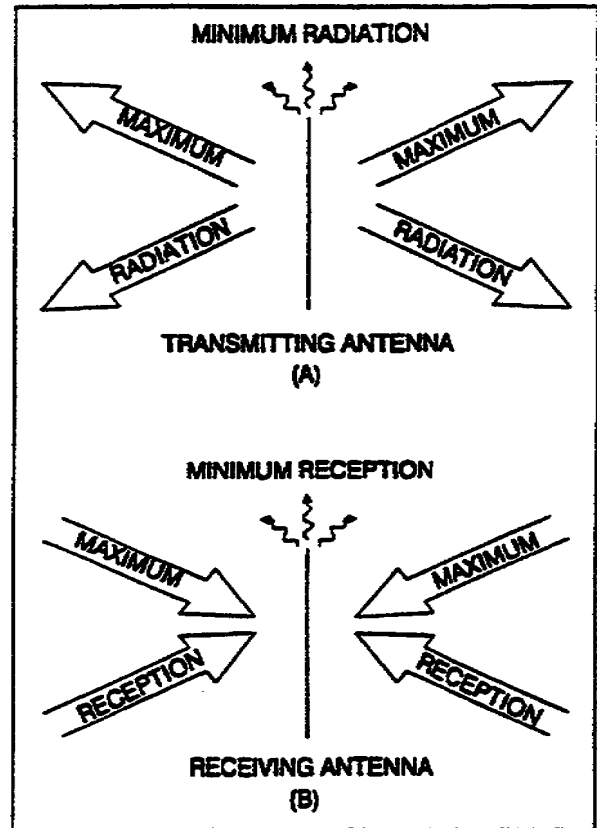 MINIMUM RADIATION
MAXIMUM
MAXIMUM
RADIATION
RADIATION
TRANSMITTING ANTENNA
(A)
MINIMUM RECEPTION
MAXIMUM
MAXIMUM
RECEPTION
RECEPTION
RECEIVING ANTENNA
(B)